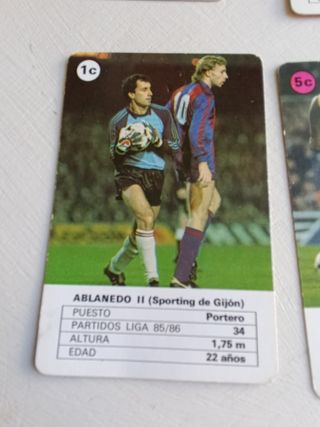 1c
5c
10
ABLANEDO II (Sporting de Gijón)
PUESTO Portero
PARTIDOS LIGA 85/86 34
ALTURA 1,75 m
EDAD 22 años